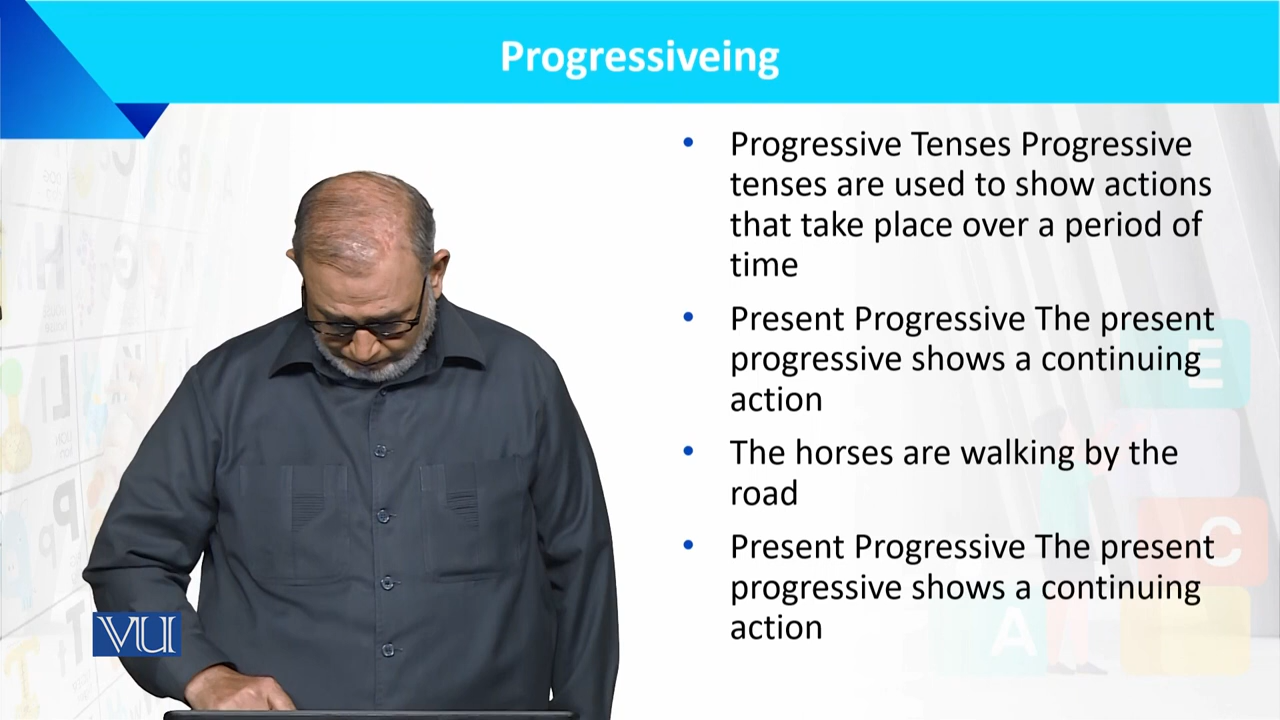 Progressiveing
• Progressive Tenses Progressive
tenses are used to show actions
that take place over a period of
time
• Present Progressive The present
progressive shows a continuing
action
• The horses are walking by the
road
• Present Progressive The present
progressive shows a continuing
action
VU
E
C
A